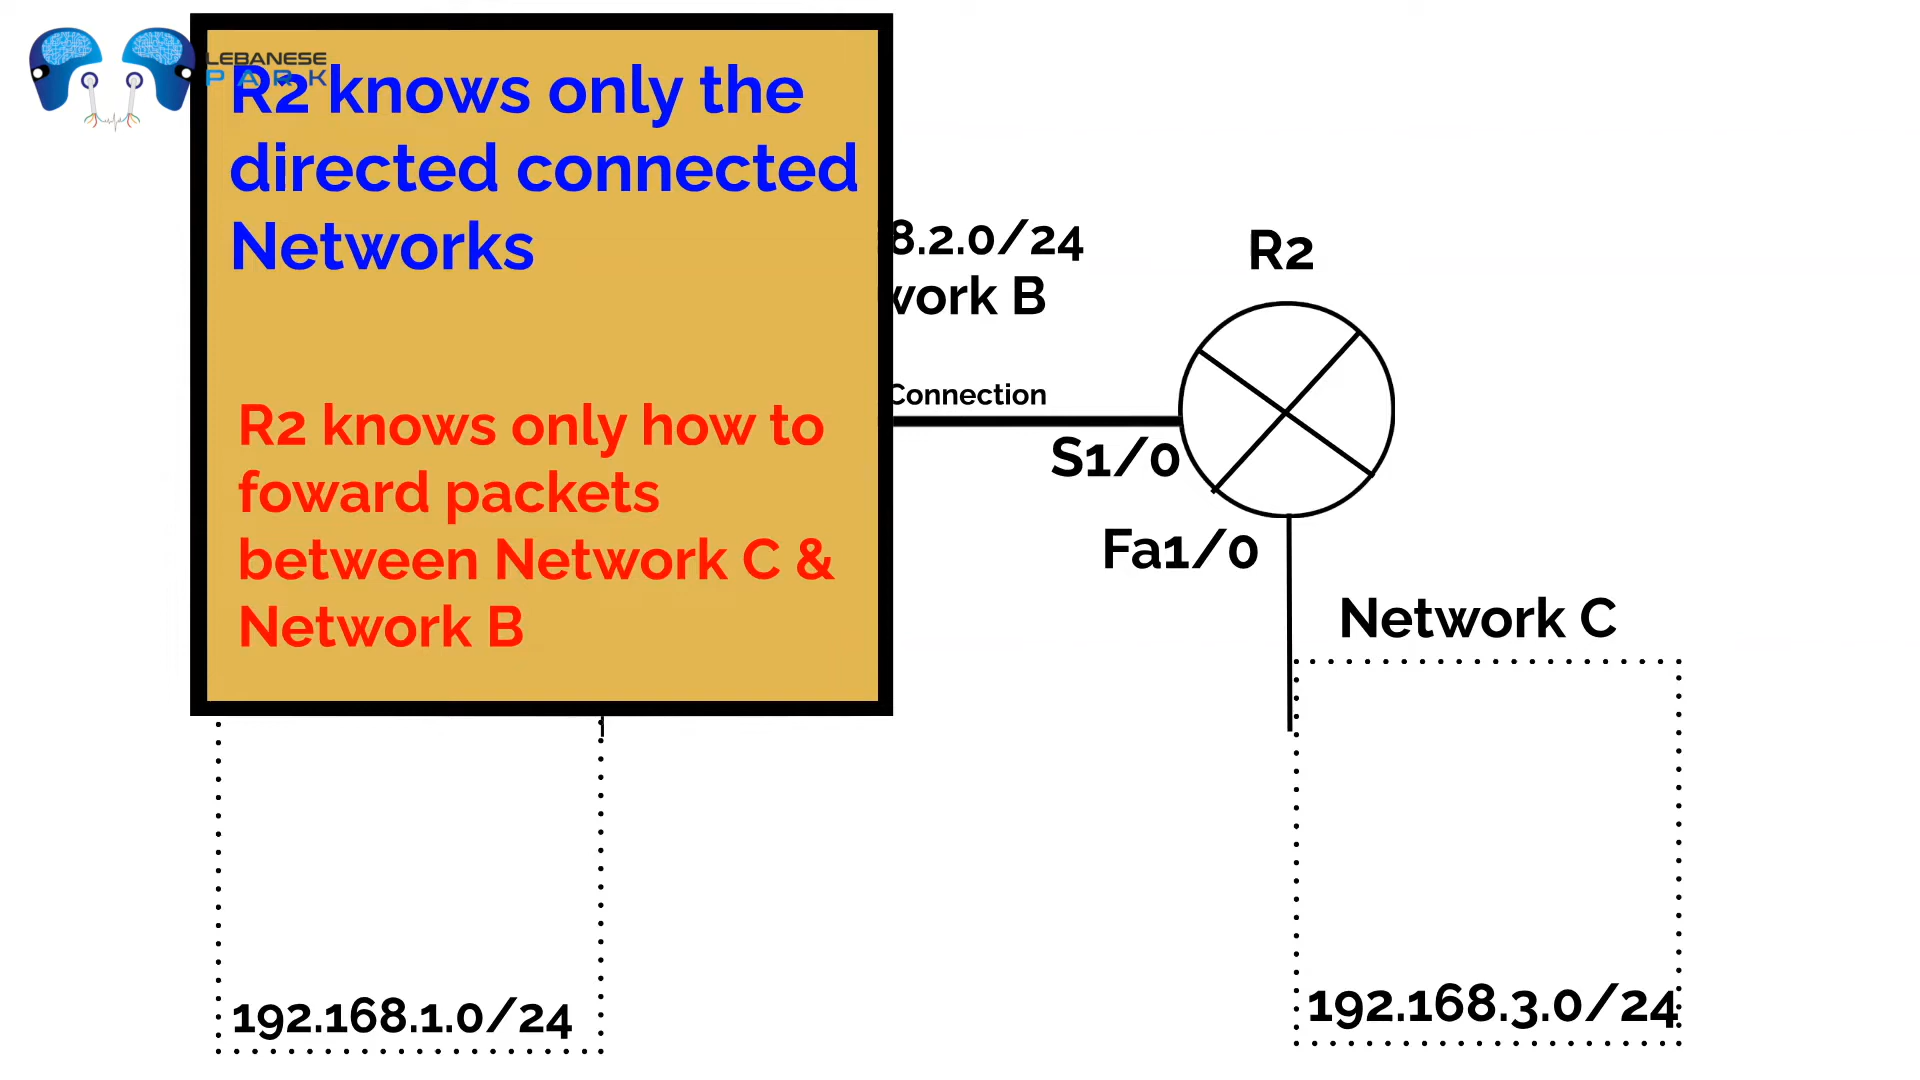 LEBANESE
PARK
R2 knows only the
directed connected
Networks
R2 knows only how to
foward packets
between Network C &
Network B
8.2.0/24
work B
Connection
R2
S1/0
Fa1/0
Network C
192.168.1.0/24
192.168.3.0/24